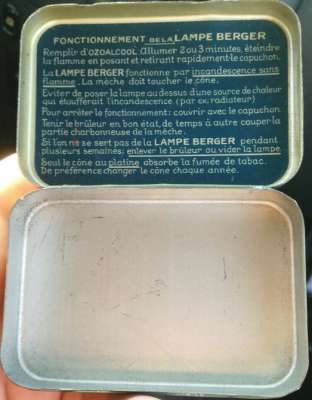 FONCTIONNEMENT DE LA LAMPE BERGER
Remplir d'OZOALCOOL. Allumer 2 ou 3 minutes, éteindre
la flamme en posant et retirant rapidement le capuchon.
La LAMPE BERGER fonctionne par incandescence sans
flamme. La mèche doit toucher le cône.
Eviter de poser la lampe au dessus d'une source de chaleur
qui étoufferait l'incandescence (par ex. radiateur)
Pour arrêter le fonctionnement: couvrir avec le capuchon
Tenir le brûleur en bon état, de temps à autre couper la
partie charbonneuse de la mèche.
Si l'on ne se sert pas de la LAMPE BERGER pendant
plusieurs semaines; enlever le brûleur ou vider la lampe
Seul le cône au platine absorbe la fumée de tabac.
De préférence changer le cône chaque année.